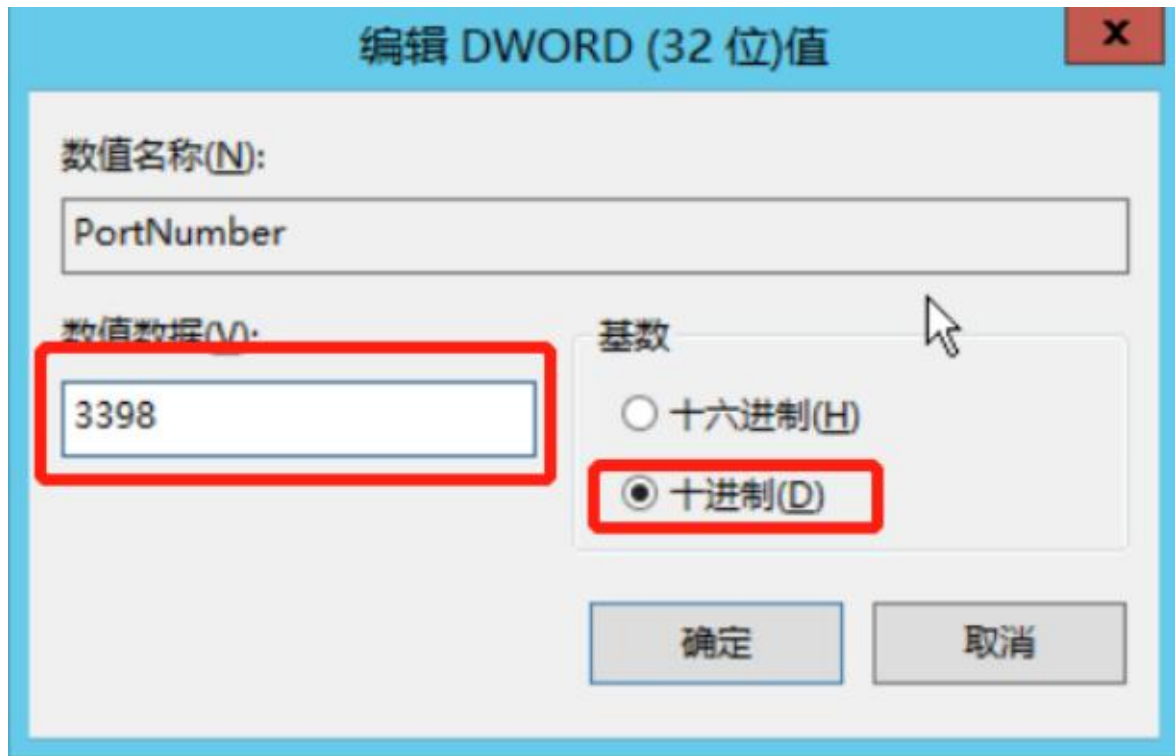 编辑 DWORD (32 位)值
x
数值名称(N):
PortNumber
数值数据(V):
3398
基数
十六进制(H)
十进制(D)
确定
取消